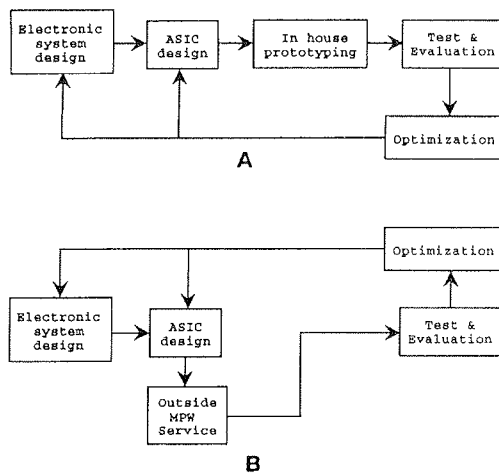 Electronic
system
design
ASIC
design
In house
prototyping
Test &
Evaluation
Optimization
A
Optimization
Electronic
system
design
ASIC
design
Test &
Evaluation
Outside
MPW
Service
B